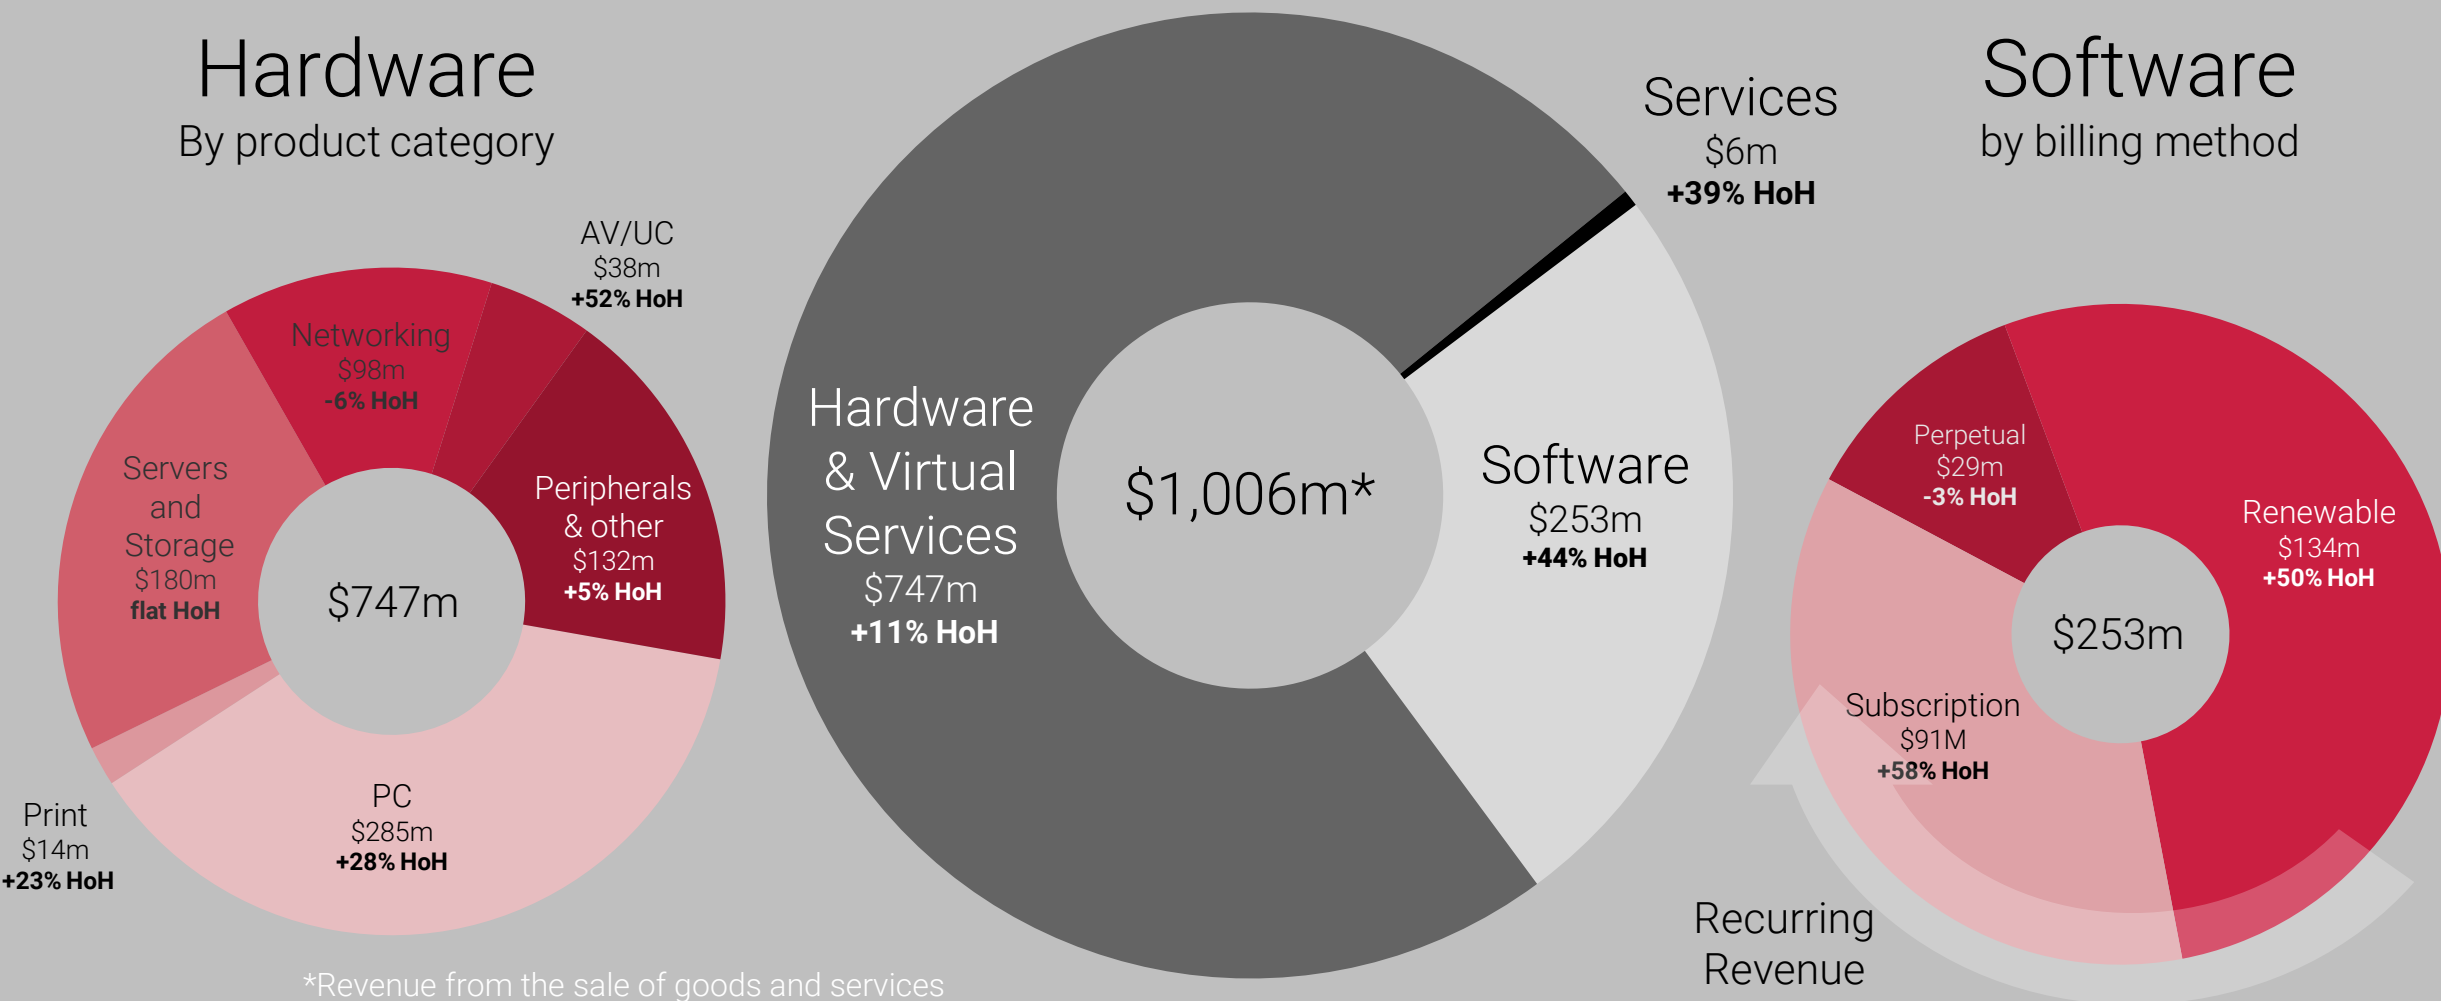 Hardware
By product category
AV/UC
$38m
+52% HoH
Networking
$98m
-6% HoH
Servers
and
Storage
$180m
flat HoH
Peripherals
& other
$132m
+5% HoH
$747m
PC
$285m
+28% HoH
Print
$14m
+23% HoH
*Revenue from the sale of goods and services
Hardware
& Virtual
Services
$747m
+11% HoH
$1,006m*
Services
$6m
+39% HoH
Software
$253m
+44% HoH
Software
by billing method
Perpetual
$29m
-3% HoH
Renewable
$134m
+50% HoH
$253m
Subscription
$91M
+58% HoH
Recurring
Revenue